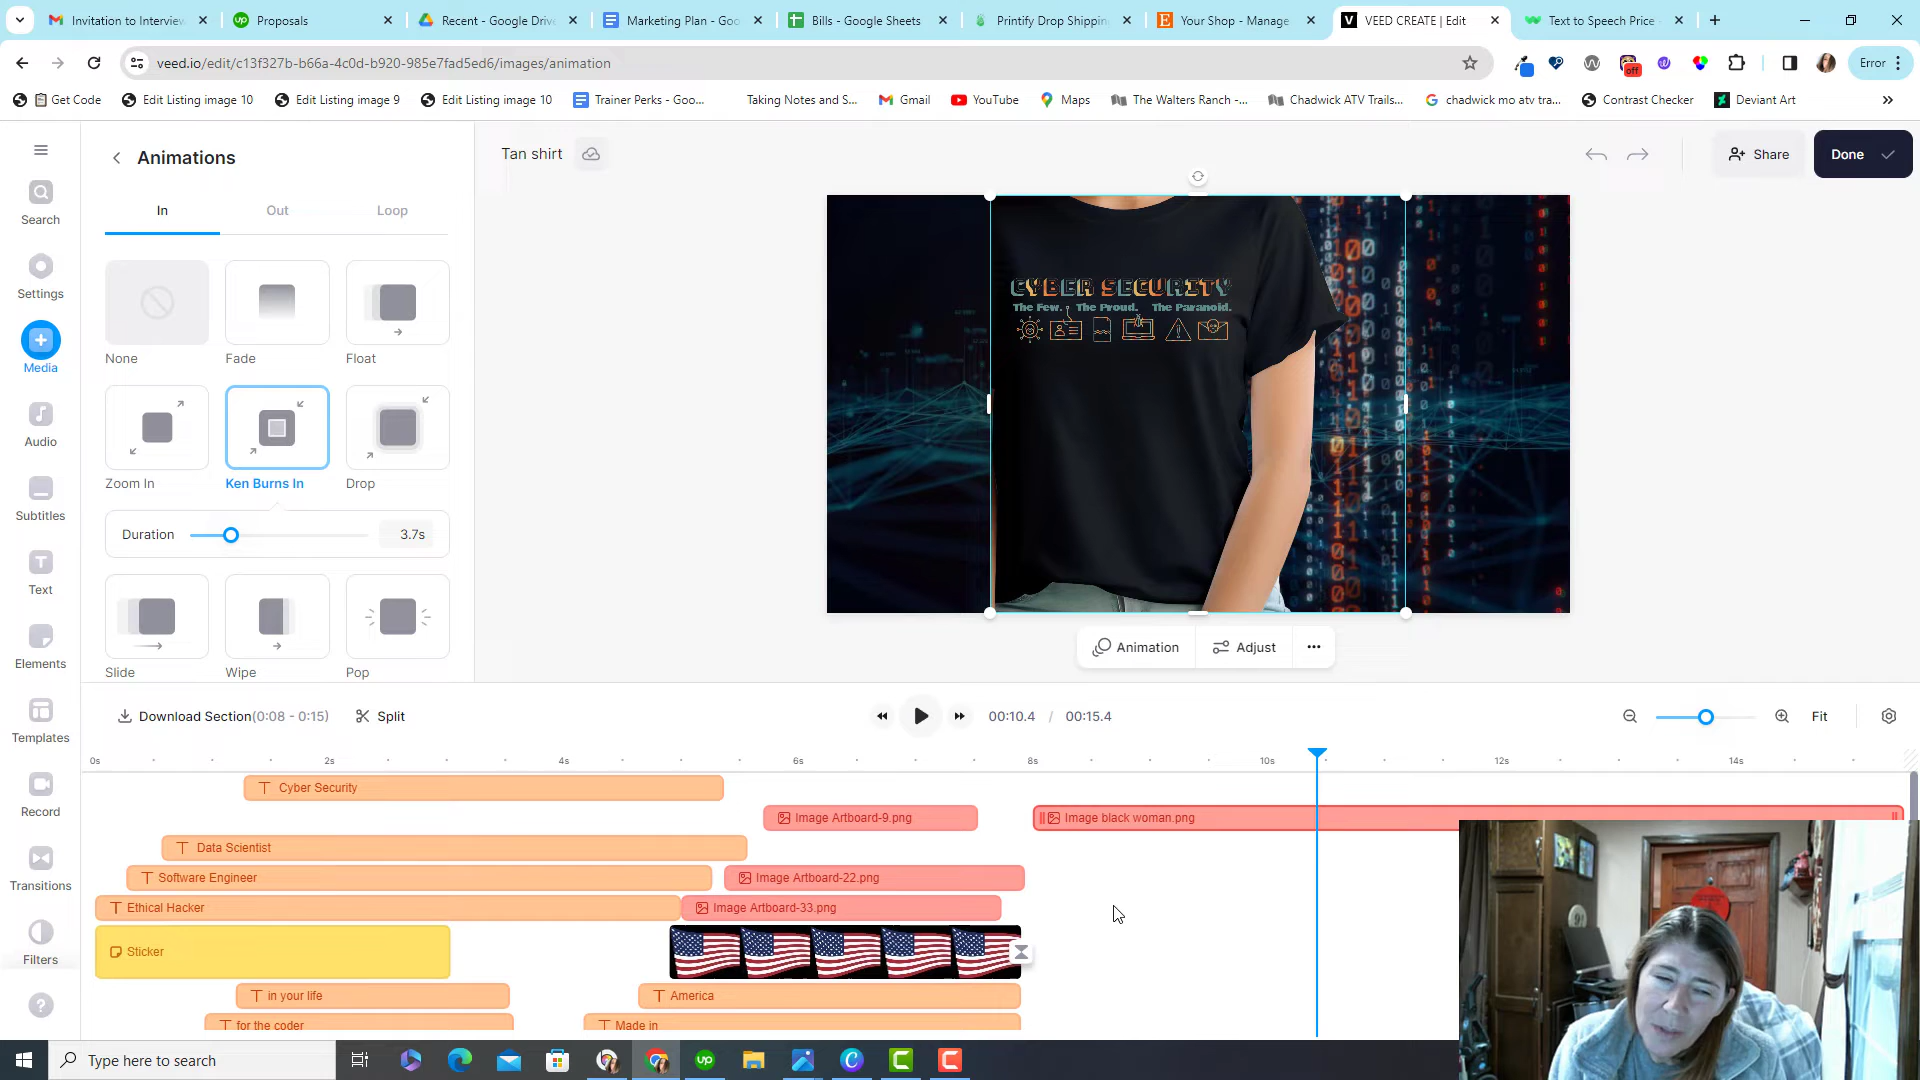 Invitation to Interview
Proposals
Recent - Google Drive
Marketing Plan - Goo
Bills - Google Sheets
Printify Drop Shipping
Your Shop - Manage
VEED CREATE | Edit
Text to Speech Price
veed.io/edit/c13f327b-b66a-4c0d-b920-985e7fad5ed6/images/animation
off
Error
Get Code
Edit Listing image 10
Edit Listing image 9
Edit Listing image 10
Trainer Perks - Goo...
Taking Notes and S...
Gmail
YouTube
Maps
The Walters Ranch -...
Chadwick ATV Trails...
chadwick mo atv tra...
Contrast Checker
Deviant Art
Animations
Tan shirt
Share
Done
In
Out
Loop
Search
Settings
Media
Audio
Subtitles
Text
Elements
Templates
Record
Transitions
Filters
None
Fade
Float
Zoom In
Ken Burns In
Drop
Duration
3.7s
Slide
Wipe
Pop
CYBER SECURITY
The Few. The Proud. The Paranoid.
Animation
Adjust
Download Section(0:08 - 0:15)
Split
00:10.4 / 00:15.4
Fit
0s
2s
4s
6s
8s
10s
12s
14s
Cyber Security
Image Artboard-9.png
Image black woman.png
Data Scientist
Software Engineer
Image Artboard-22.png
Ethical Hacker
Image Artboard-33.png
Sticker
in your life
America
for the coder
Made in
Type here to search